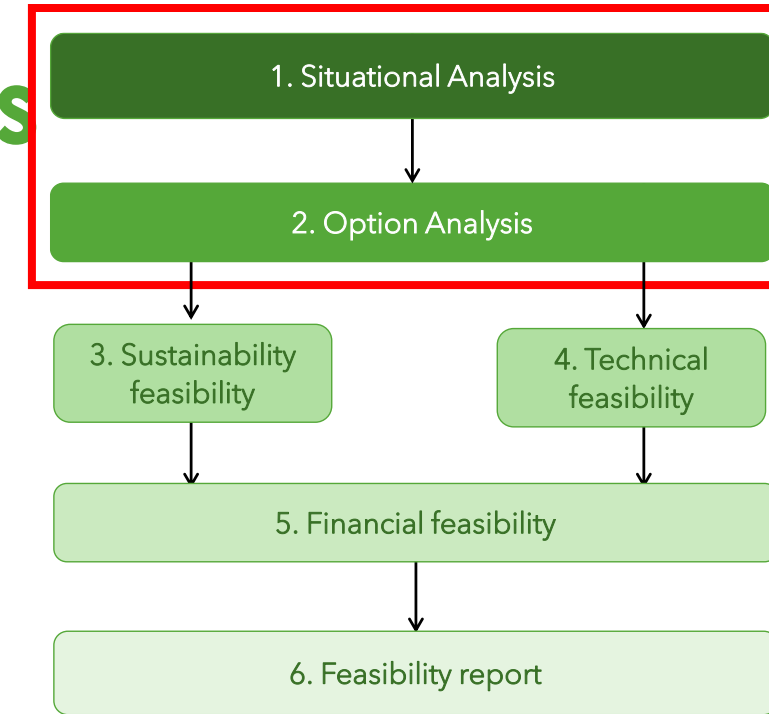 1. Situational Analysis
s
2. Option Analysis
3. Sustainability
feasibility
4. Technical
feasibility
5. Financial feasibility
6. Feasibility report